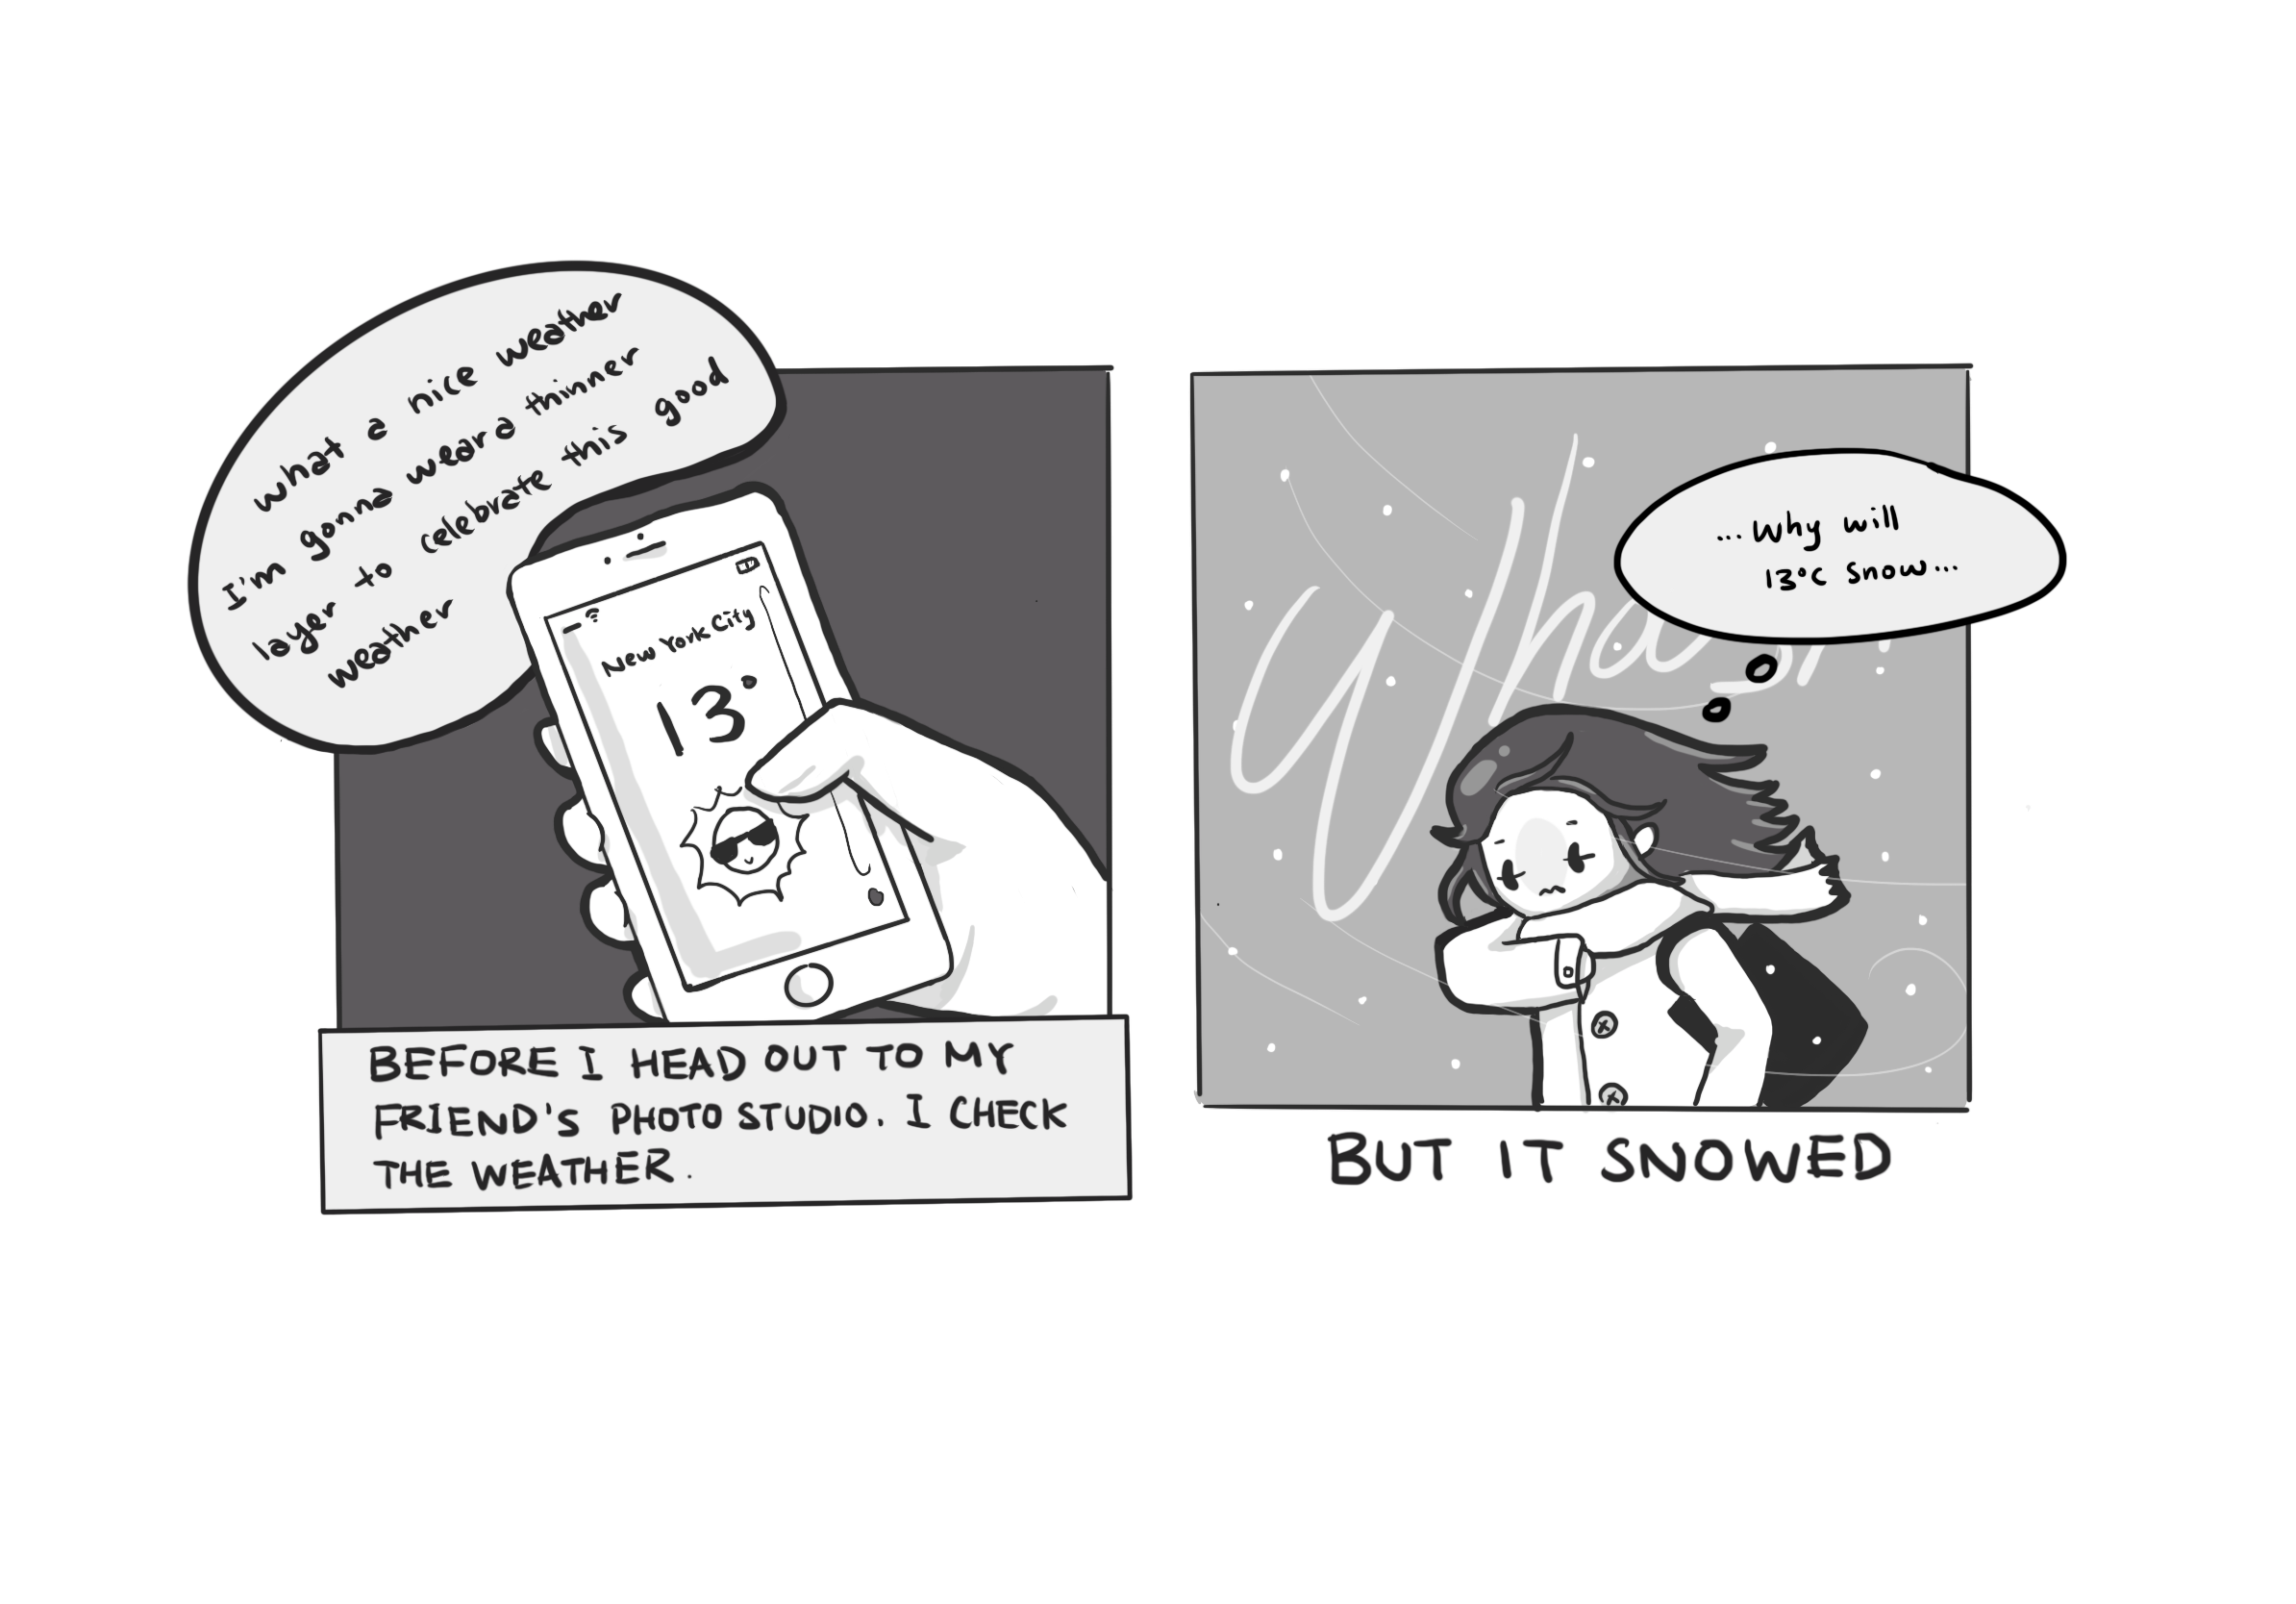 what a nice weather
I'm gonna wear a thinner
layer to celebrate this good
weather
New York City
13°
BEFORE I HEAD OUT TO MY
FRIEND'S PHOTO STUDIO. I CHECK
THE WEATHER.
...Why will
13°C snow...
BUT IT SNOWED